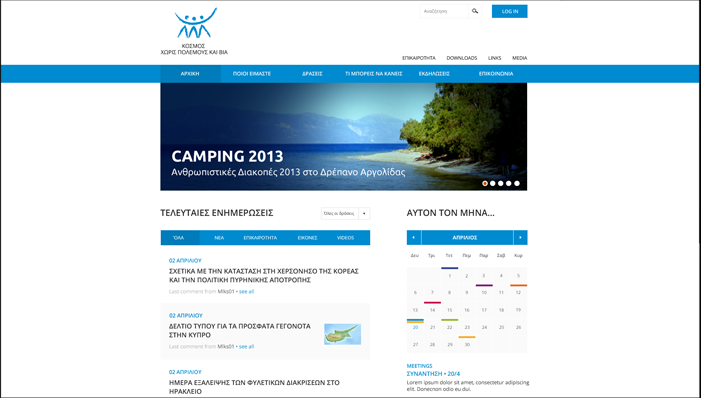 Αναζήτηση
LOG IN
ΚΟΣΜΟΣ
ΧΩΡΙΣ ΠΟΛΕΜΟΥΣ ΚΑΙ ΒΙΑ
ΕΠΙΚΑΙΡΟΤΗΤΑ DOWNLOADS LINKS MEDIA
ΑΡΧΙΚΗ ΠΟΙΟΙ ΕΙΜΑΣΤΕ ΔΡΑΣΕΙΣ ΤΙ ΜΠΟΡΕΙΣ ΝΑ ΚΑΝΕΙΣ ΕΚΔΗΛΩΣΕΙΣ ΕΠΙΚΟΙΝΩΝΙΑ
CAMPING 2013
Ανθρωπιστικές Διακοπές 2013 στο Δρέπανο Αργολίδας
ΤΕΛΕΥΤΑΙΕΣ ΕΝΗΜΕΡΩΣΕΙΣ
Όλες οι δράσεις
ΌΛΑ ΝΕΑ ΕΠΙΚΑΙΡΟΤΗΤΑ ΕΙΚΟΝΕΣ VIDEOS
02 ΑΠΡΙΛΙΟΥ
ΣΧΕΤΙΚΑ ΜΕ ΤΗΝ ΚΑΤΑΣΤΑΣΗ ΣΤΗ ΧΕΡΣΟΝΗΣΟ ΤΗΣ ΚΟΡΕΑΣ
ΚΑΙ ΤΗΝ ΠΟΛΙΤΙΚΗ ΠΥΡΗΝΙΚΗΣ ΑΠΟΤΡΟΠΗΣ
Last comment from Miks01 • see all
02 ΑΠΡΙΛΙΟΥ
ΔΕΛΤΙΟ ΤΥΠΟΥ ΓΙΑ ΤΑ ΠΡΟΣΦΑΤΑ ΓΕΓΟΝΟΤΑ
ΣΤΗΝ ΚΥΠΡΟ
Last comment from Miks01 • see all
02 ΑΠΡΙΛΙΟΥ
ΗΜΕΡΑ ΕΞΑΛΕΙΨΗΣ ΤΩΝ ΦΥΛΕΤΙΚΩΝ ΔΙΑΚΡΙΣΕΩΝ ΣΤΟ
ΗΡΑΚΛΕΙΟ
ΑΥΤΟΝ ΤΟΝ ΜΗΝΑ...
ΑΠΡΙΛΙΟΣ
Δευ Τρι Τετ Πεμ Παρ Σαβ Κυρ
1 2 3 4 5
6 7 8 9 10 11 12
13 14 15 16 17 18 19
20 21 22 23 24 25 26
27 28 29 30
MEETINGS
ΣΥΝΑΝΤΗΣΗ • 20/4
Lorem ipsum dolor sit amet, consectetur adipiscing
elit. Donecnon odio eu dui.